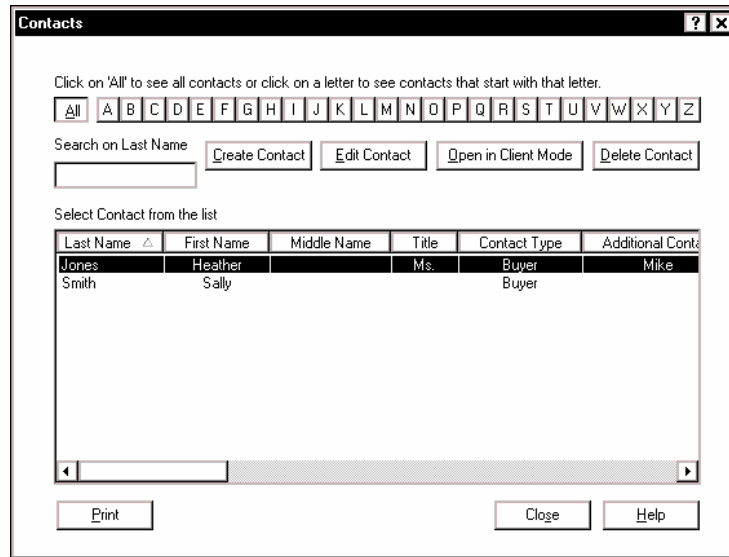 Contacts
Click on 'All' to see all contacts or click on a letter to see contacts that start with that letter.
All A B C D E F G H I J K L M N O P Q R S T U V W X Y Z
Search on Last Name
Create Contact Edit Contact Open in Client Mode Delete Contact
Select Contact from the list
Last Name First Name Middle Name Title Contact Type Additional Conta
Jones Heather Ms. Buyer Mike
Smith Sally Buyer
Print Close Help